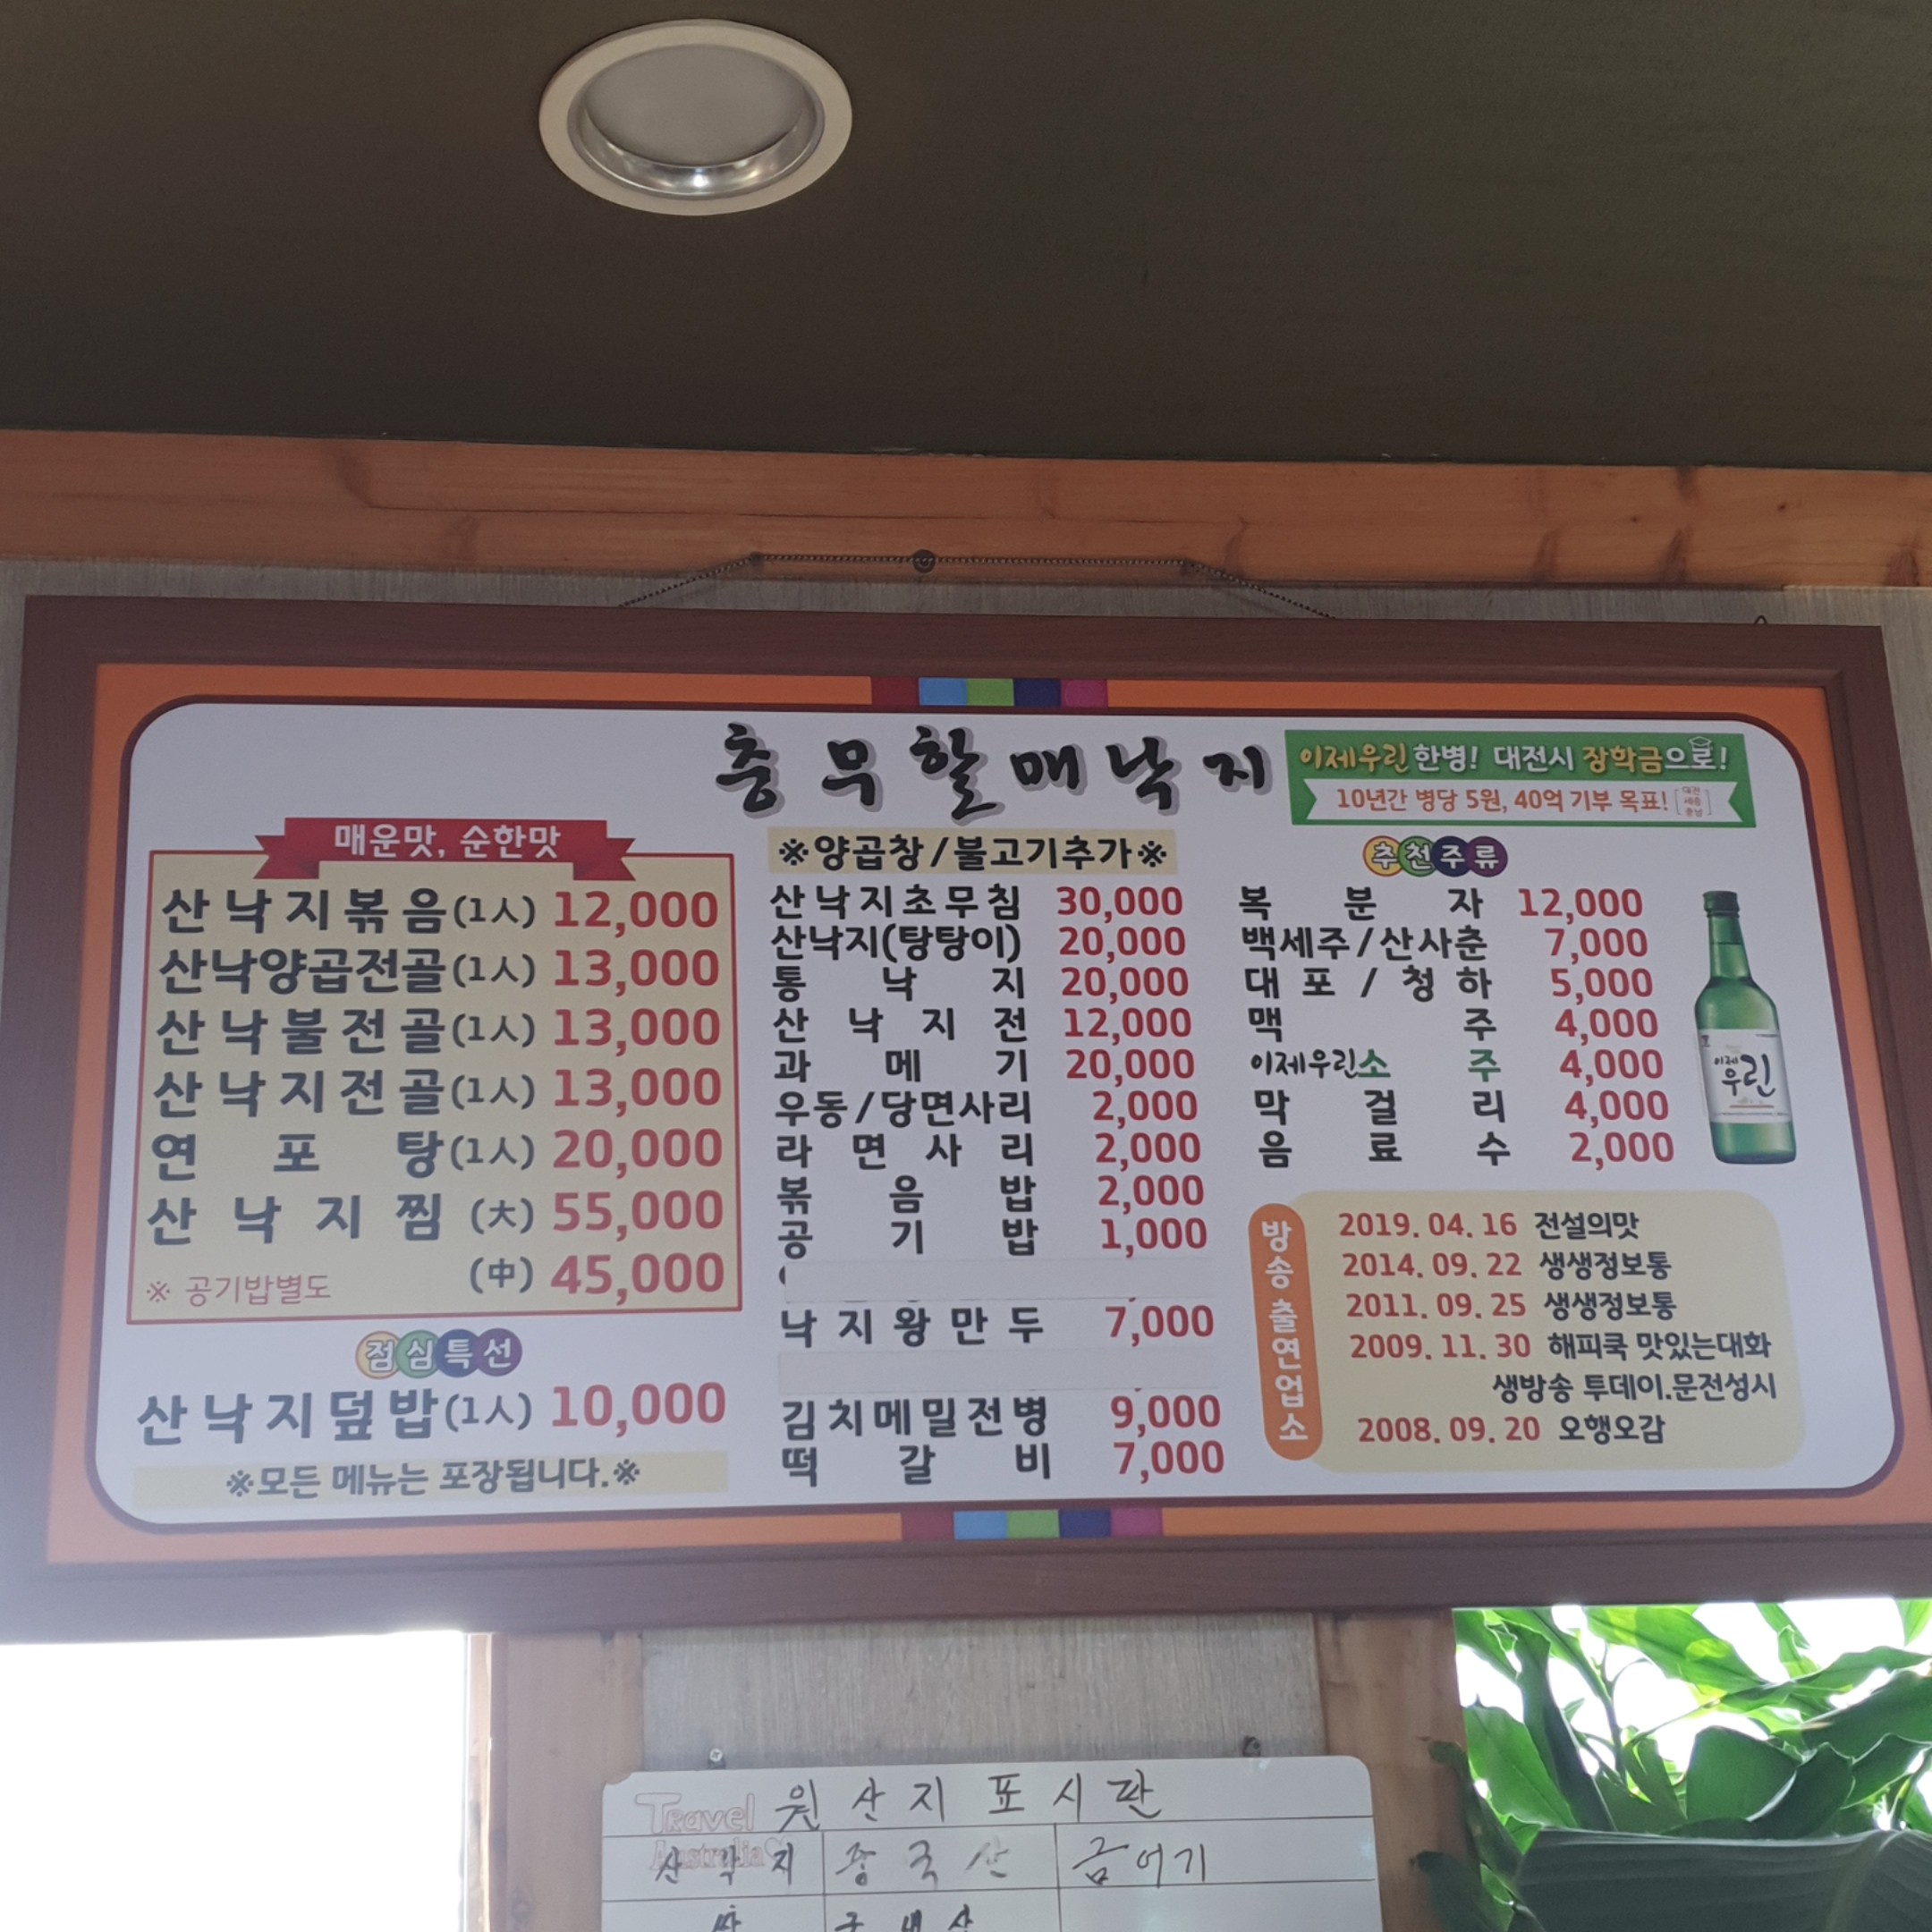 충무할매낙지
이제우린 한병! 대전시 장학금으로!
10년간 병당 5원, 40억 기부 목표! [대전 세종 충남]
매운맛, 순한맛
산낙지볶음(1人) 12,000
산낙양곱전골(1人) 13,000
산낙불전골(1人) 13,000
산낙지전골(1人) 13,000
연포탕(1人) 20,000
산낙지찜 (大) 55,000
※ 공기밥별도 (中) 45,000
점심특선
산낙지덮밥(1人) 10,000
※모든 메뉴는 포장됩니다.※
※양곱창/불고기추가※
산낙지초무침 30,000
산낙지(탕탕이) 20,000
통낙지 20,000
산낙지전 12,000
과메기 20,000
우동/당면사리 2,000
라면사리 2,000
볶음밥 2,000
공기밥 1,000
낙지왕만두 7,000
김치메밀전병 9,000
떡갈비 7,000
추천주류
복분자 12,000
백세주/산사춘 7,000
대포/청하 5,000
맥주 4,000
이제우린소주 4,000
막걸리 4,000
음료수 2,000
이제
우린
방송출연업소
2019. 04. 16 전설의맛
2014. 09. 22 생생정보통
2011. 09. 25 생생정보통
2009. 11. 30 해피쿡 맛있는대화
생방송 투데이.문전성시
2008. 09. 20 오행오감
Travel
Australia
원산지표시판
산낙지 중국산 금어기
쌀 국내산